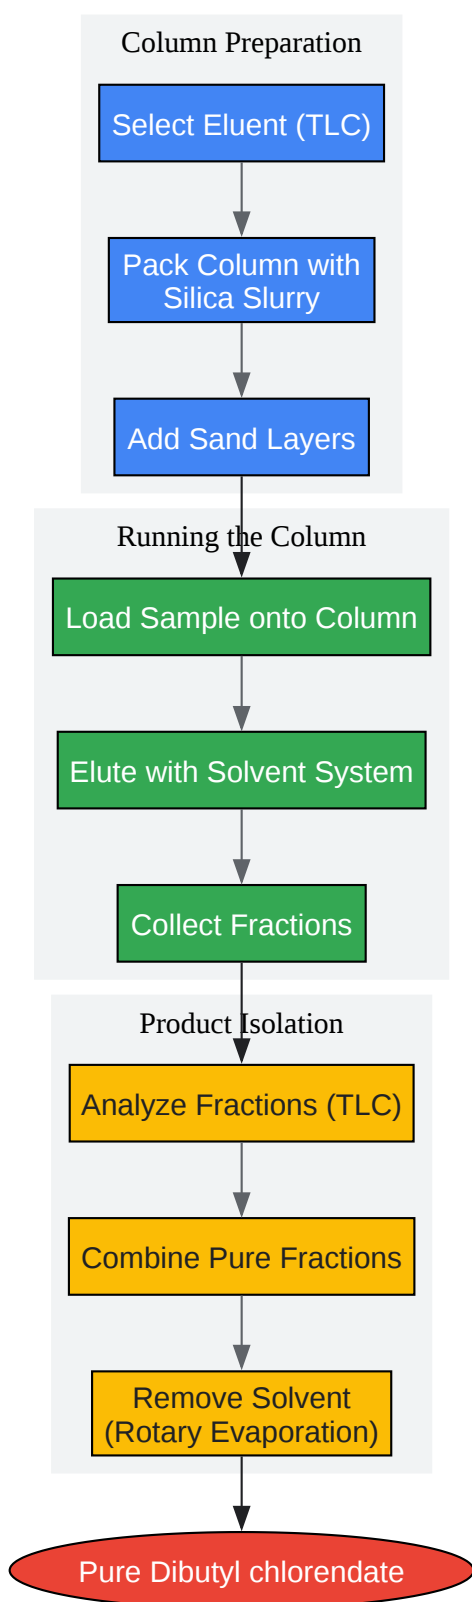 Column Preparation
Select Eluent (TLC)
Pack Column with
Silica Slurry
Add Sand Layers
Running the Column
Load Sample onto Column
Elute with Solvent System
Collect Fractions
Product Isolation
Analyze Fractions (TLC)
Combine Pure Fractions
Remove Solvent
(Rotary Evaporation)
Pure Dibutyl chlorendate